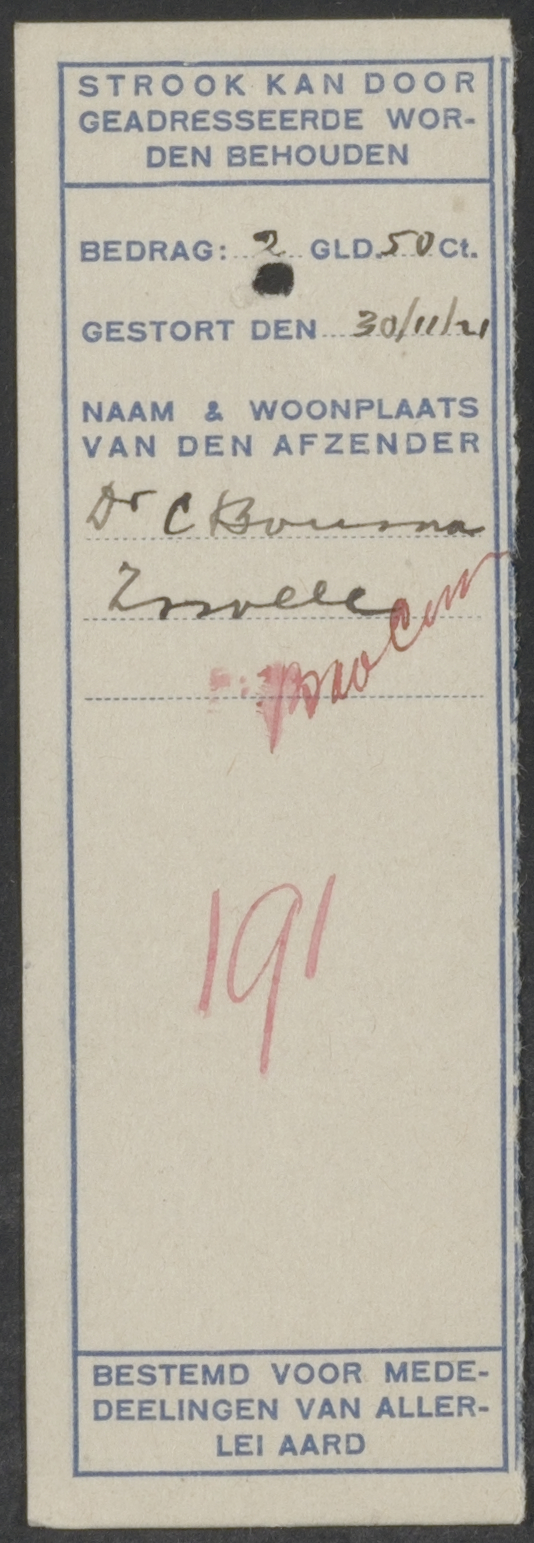 STROOK KAN DOOR
GEADRESSEERDE WOR-
DEN BEHOUDEN
BEDRAG: 2 GLD. 50 Ct.
GESTORT DEN 30/11/21
NAAM & WOONPLAATS
VAN DEN AFZENDER
Dr C Bouma
Zwolle
191
BESTEMD VOOR MEDE-
DEELINGEN VAN ALLER-
LEI AARD